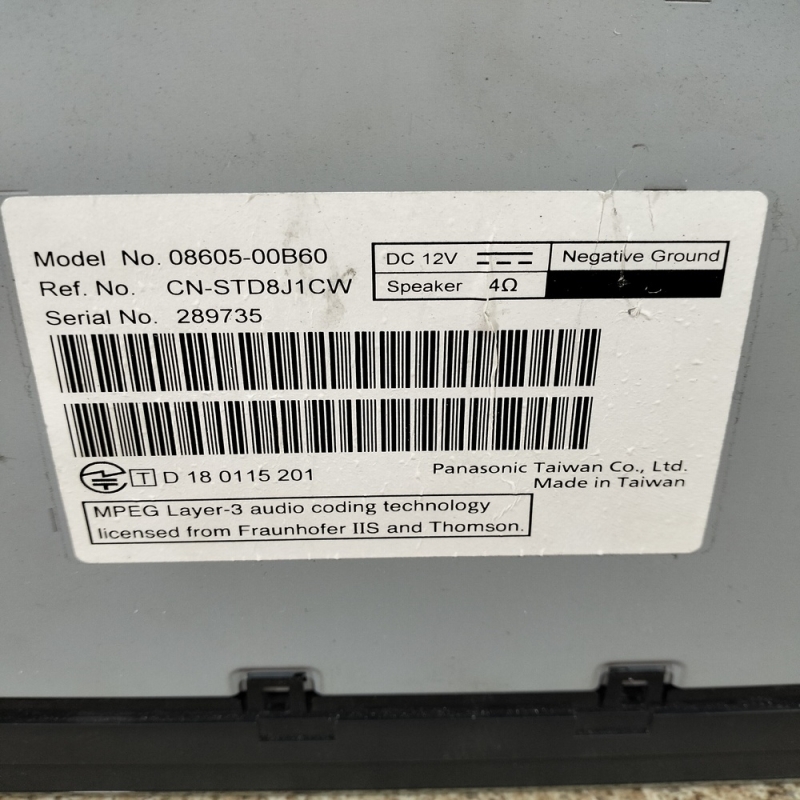 Model No. 08605-00B60
Ref. No. CN-STD8J1CW
Serial No. 289735
DC 12V
Negative Ground
Speaker 4Ω
T D 18 0115 201
Panasonic Taiwan Co., Ltd.
Made in Taiwan
MPEG Layer-3 audio coding technology
licensed from Fraunhofer IIS and Thomson.